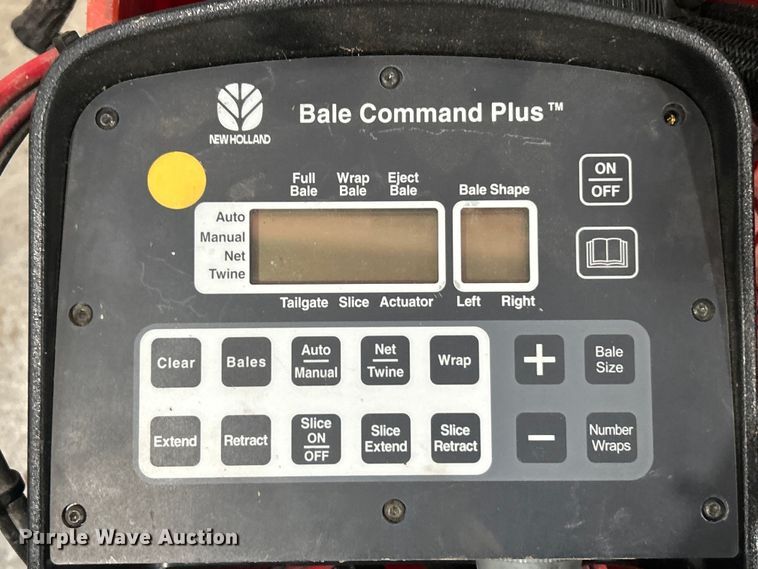 NEW HOLLAND
Bale Command Plus™
Full Bale
Wrap Bale
Eject Bale
Bale Shape
ON
OFF
Auto
Manual
Net
Twine
Tailgate Slice Actuator
Left Right
Clear
Bales
Auto
Manual
Net
Twine
Wrap
+
Bale
Size
Extend
Retract
Slice
ON
OFF
Slice
Extend
Slice
Retract
−
Number
Wraps
Purple Wave Auction